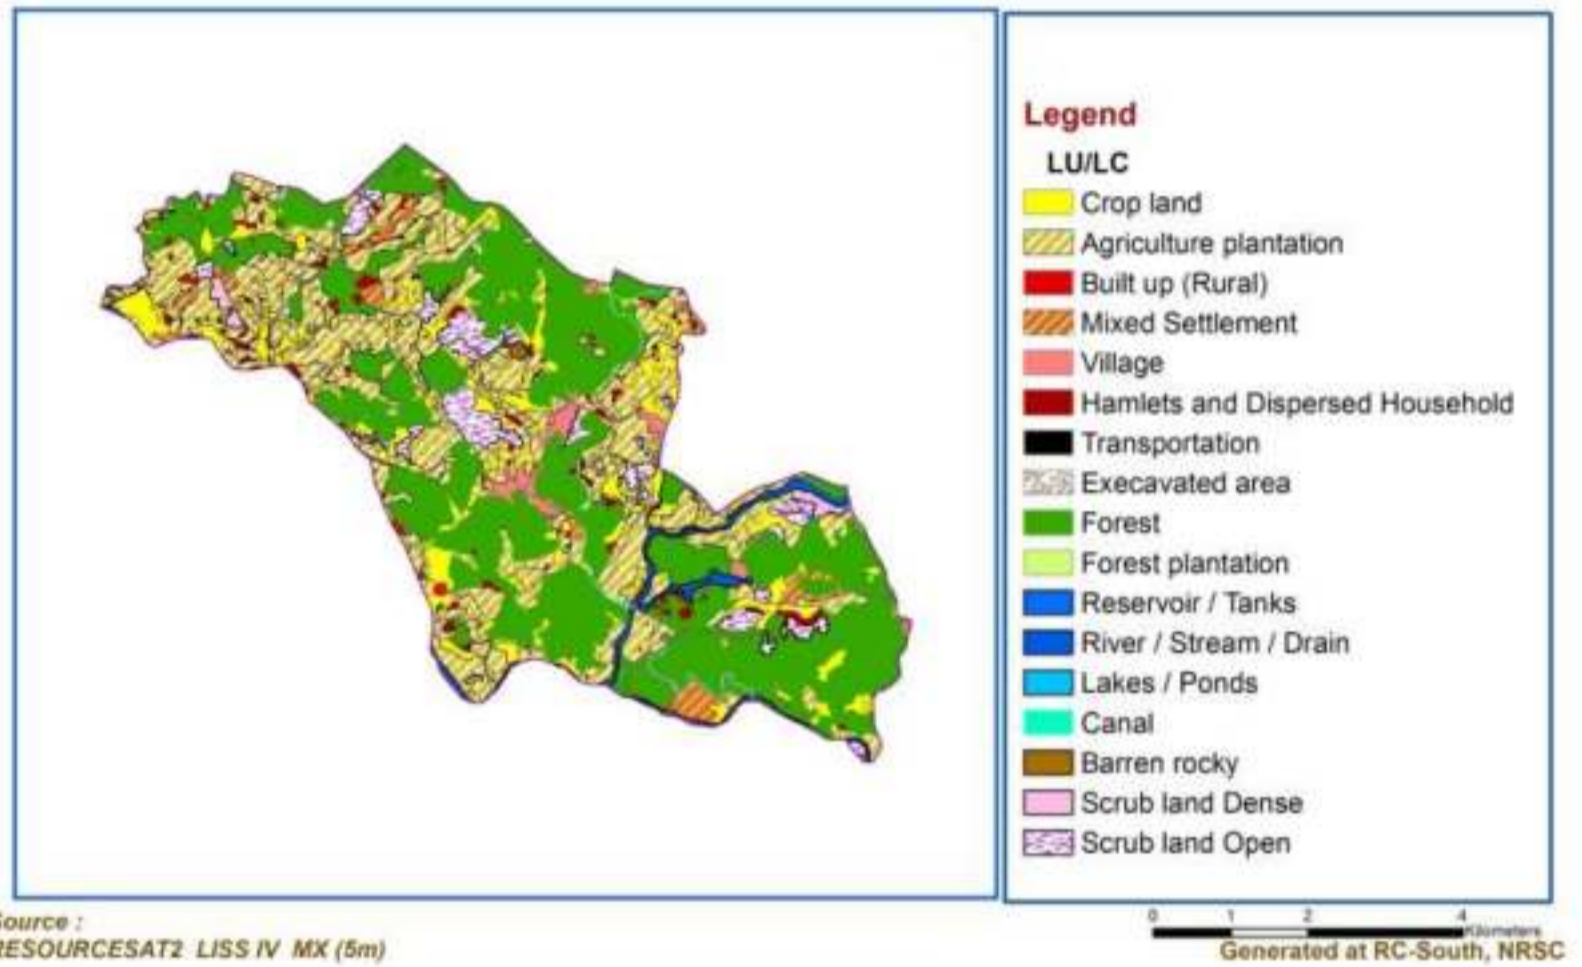 Legend
LU/LC
Crop land
Agriculture plantation
Built up (Rural)
Mixed Settlement
Village
Hamlets and Dispersed Household
Transportation
Execavated area
Forest
Forest plantation
Reservoir / Tanks
River / Stream / Drain
Lakes / Ponds
Canal
Barren rocky
Scrub land Dense
Scrub land Open
0 1 2 4
Kilometers
Source :
RESOURCESAT2 LISS IV MX (5m)
Generated at RC-South, NRSC